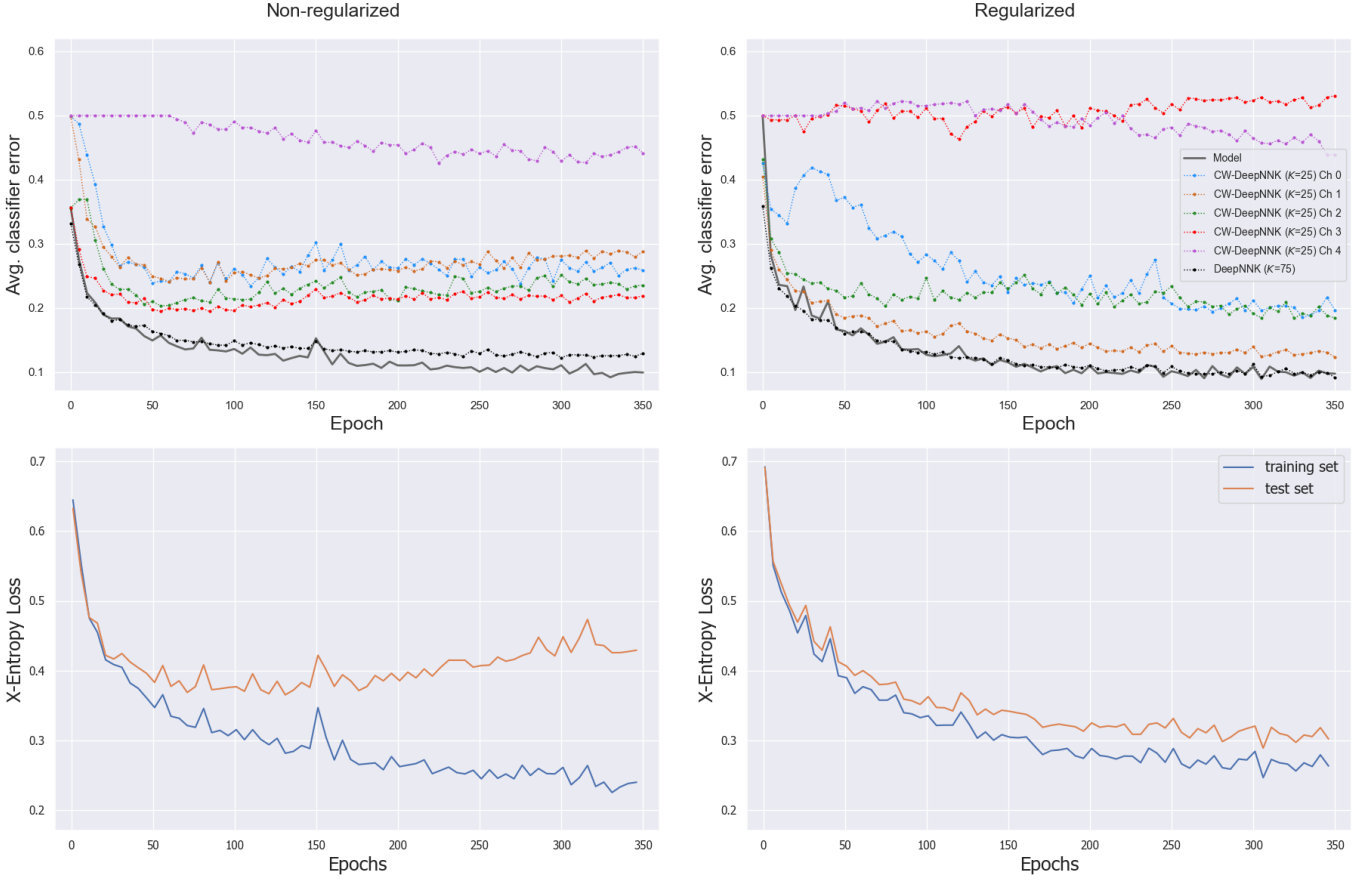 Non-regularized
Regularized
0.6
0.5
0.4
0.3
0.2
0.1
0
50
100
150
200
250
300
350
Avg. classifier error
Epoch
0.6
0.5
0.4
0.3
0.2
0.1
0
50
100
150
200
250
300
350
Avg. classifier error
Epoch
Model
CW-DeepNNK (K=25) Ch 0
CW-DeepNNK (K=25) Ch 1
CW-DeepNNK (K=25) Ch 2
CW-DeepNNK (K=25) Ch 3
CW-DeepNNK (K=25) Ch 4
DeepNNK (K=75)
0.7
0.6
0.5
0.4
0.3
0.2
0
50
100
150
200
250
300
350
X-Entropy Loss
Epochs
0.7
0.6
0.5
0.4
0.3
0.2
0
50
100
150
200
250
300
350
X-Entropy Loss
Epochs
training set
test set